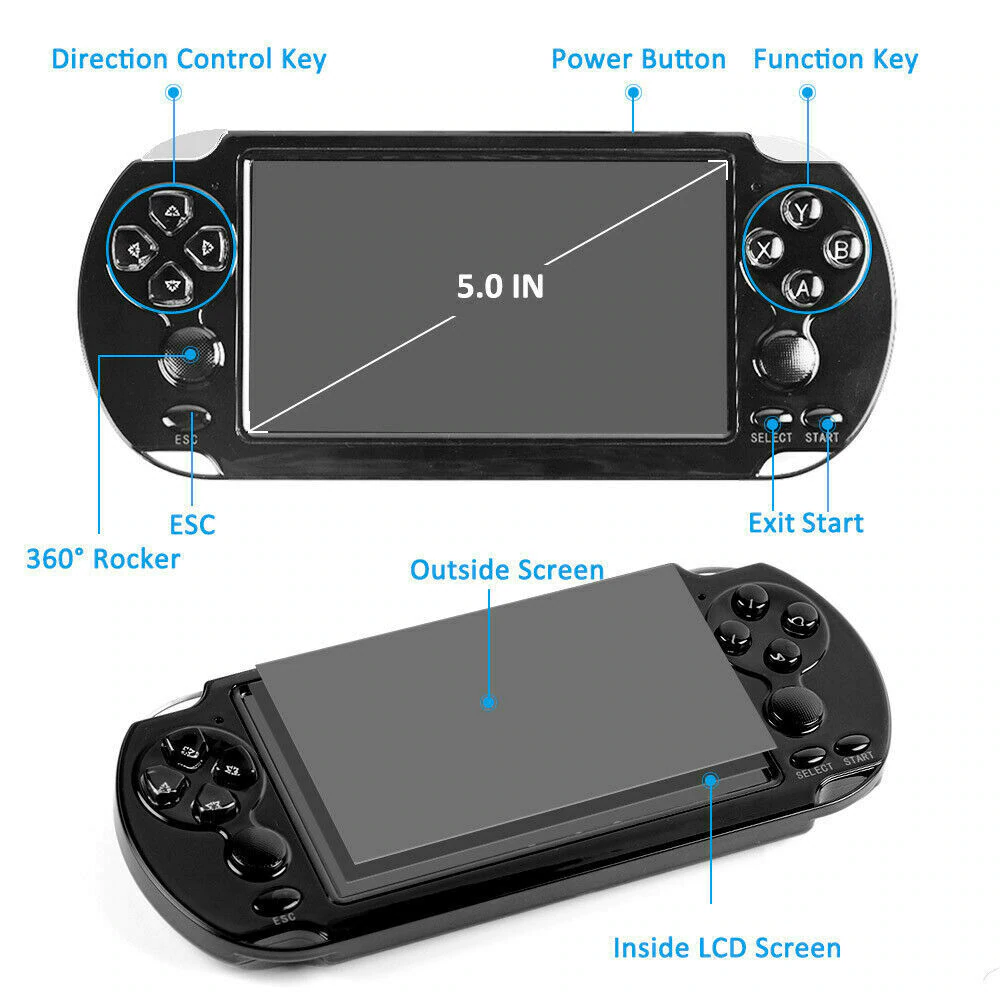 Direction Control Key
Power Button
Function Key
Y
X
B
A
5.0 IN
ESC
SELECT
START
ESC
Exit Start
360° Rocker
Outside Screen
SELECT
START
ESC
Inside LCD Screen